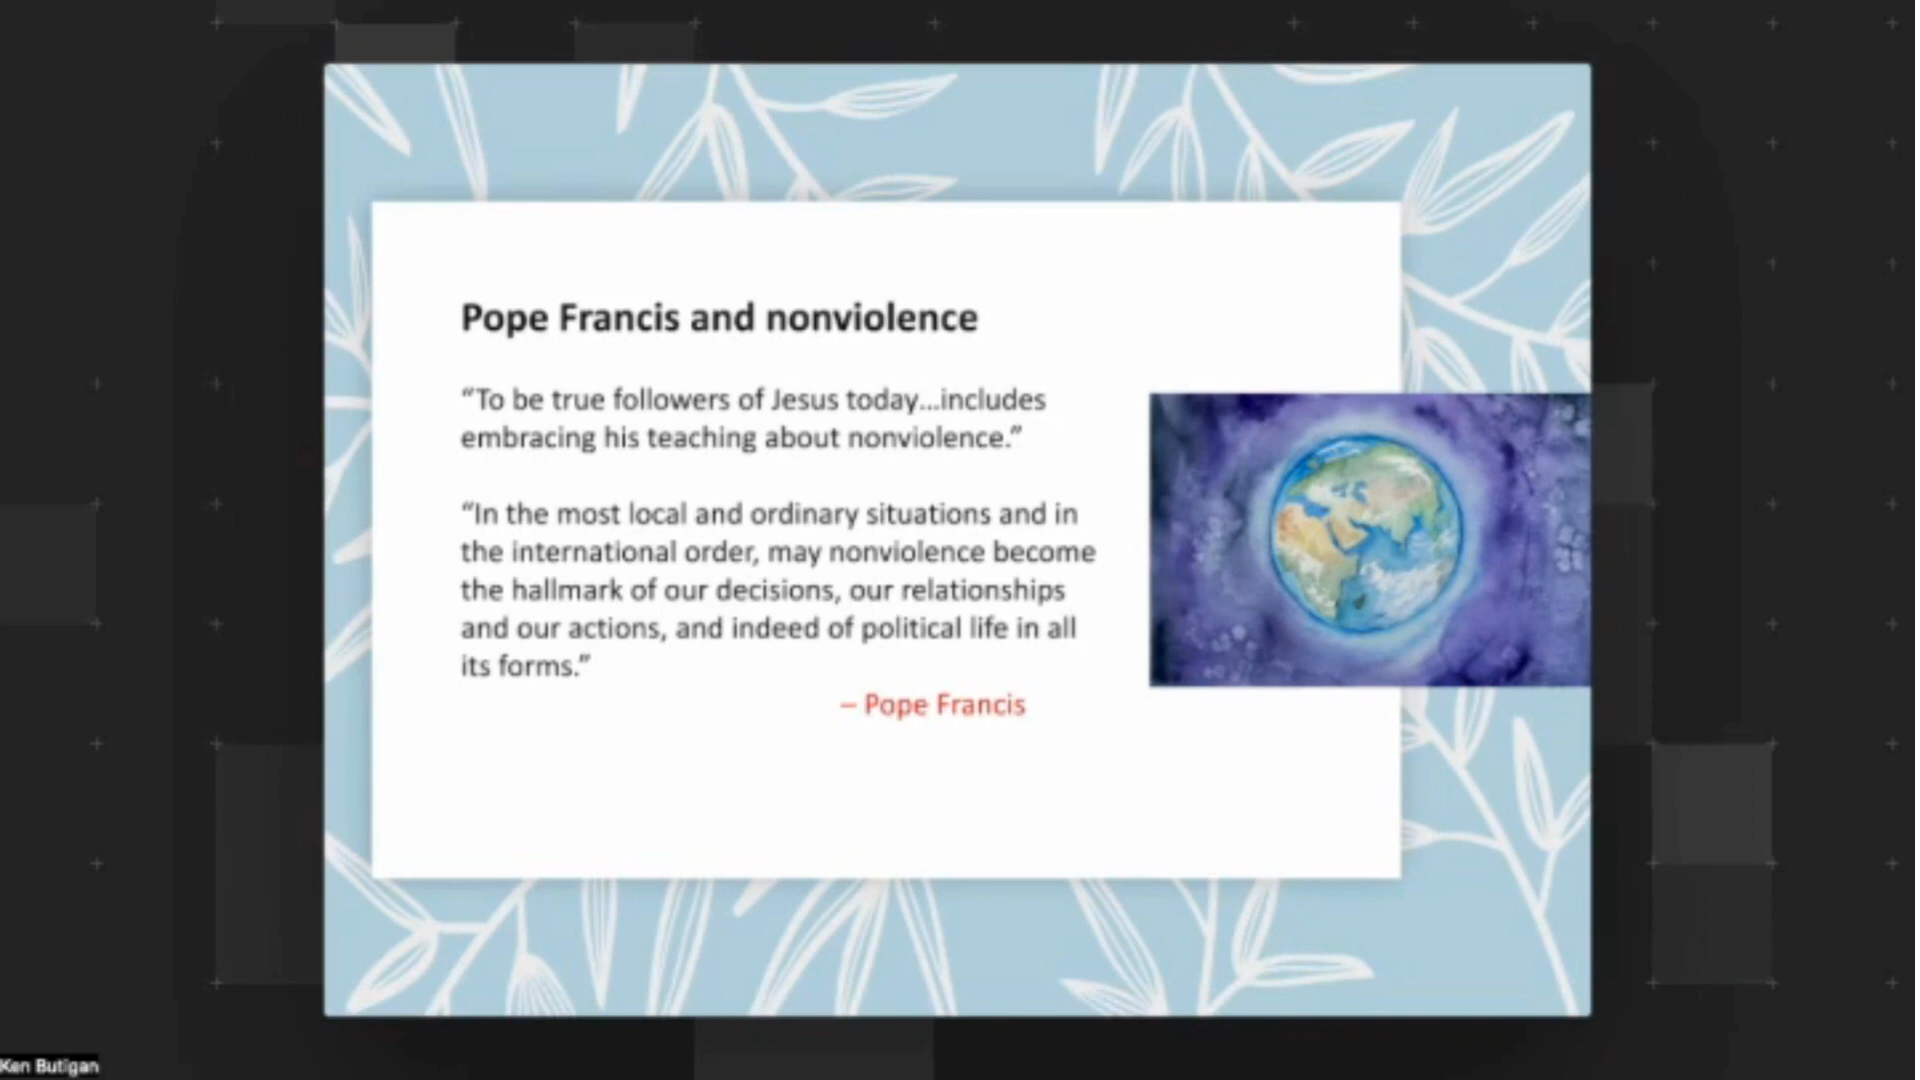 Pope Francis and nonviolence
“To be true followers of Jesus today...includes
embracing his teaching about nonviolence.”
“In the most local and ordinary situations and in
the international order, may nonviolence become
the hallmark of our decisions, our relationships
and our actions, and indeed of political life in all
its forms.”
– Pope Francis
Ken Butigan